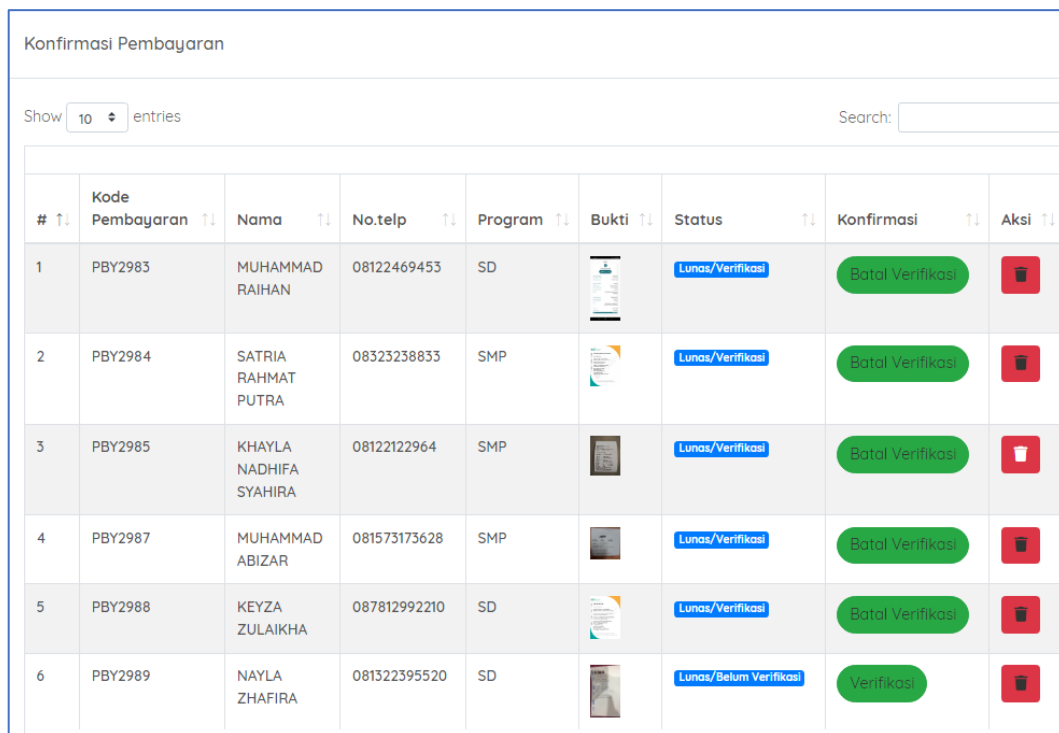 Konfirmasi Pembayaran
Show 10 entries
Search:
# Kode Pembayaran Nama No.telp Program Bukti Status Konfirmasi Aksi
1 PBY2983 MUHAMMAD RAIHAN 08122469453 SD Lunas/Verifikasi Batal Verifikasi
2 PBY2984 SATRIA RAHMAT PUTRA 08323238833 SMP Lunas/Verifikasi Batal Verifikasi
3 PBY2985 KHAYLA NADHIFA SYAHIRA 08122122964 SMP Lunas/Verifikasi Batal Verifikasi
4 PBY2987 MUHAMMAD ABIZAR 081573173628 SMP Lunas/Verifikasi Batal Verifikasi
5 PBY2988 KEYZA ZULAIKHA 087812992210 SD Lunas/Verifikasi Batal Verifikasi
6 PBY2989 NAYLA ZHAFIRA 081322395520 SD Lunas/Belum Verifikasi Verifikasi